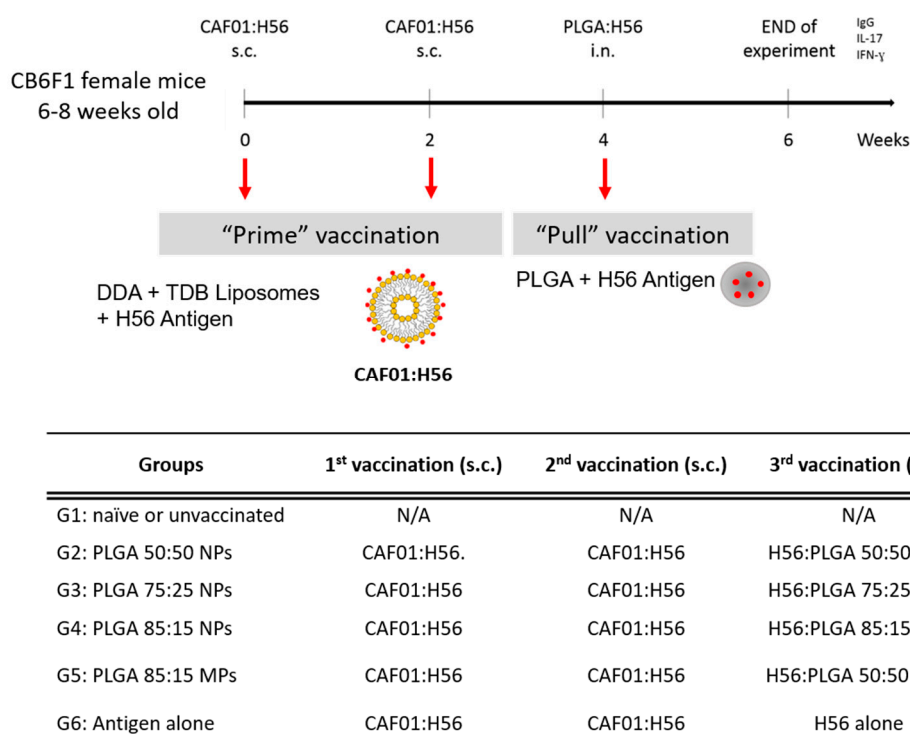 CAF01:H56 CAF01:H56 PLGA:H56 END of IgG
s.c. s.c. i.n. experiment IL-17
IFN-γ
CB6F1 female mice
6-8 weeks old
0 2 4 6 Weeks
“Prime” vaccination “Pull” vaccination
DDA + TDB Liposomes
+ H56 Antigen
PLGA + H56 Antigen
CAF01:H56
Groups 1st vaccination (s.c.) 2nd vaccination (s.c.) 3rd vaccination (
G1: naïve or unvaccinated N/A N/A N/A
G2: PLGA 50:50 NPs CAF01:H56. CAF01:H56 H56:PLGA 50:50
G3: PLGA 75:25 NPs CAF01:H56 CAF01:H56 H56:PLGA 75:25
G4: PLGA 85:15 NPs CAF01:H56 CAF01:H56 H56:PLGA 85:15
G5: PLGA 85:15 MPs CAF01:H56 CAF01:H56 H56:PLGA 50:50
G6: Antigen alone CAF01:H56 CAF01:H56 H56 alone